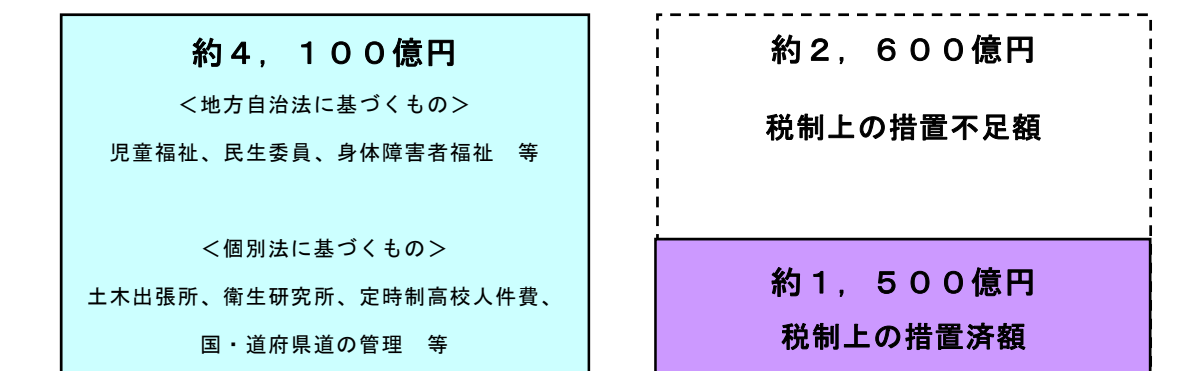 約４，１００億円
＜地方自治法に基づくもの＞
児童福祉、民生委員、身体障害者福祉　等
＜個別法に基づくもの＞
土木出張所、衛生研究所、定時制高校人件費、
国・道府県道の管理　等
約２，６００億円
税制上の措置不足額
約１，５００億円
税制上の措置済額